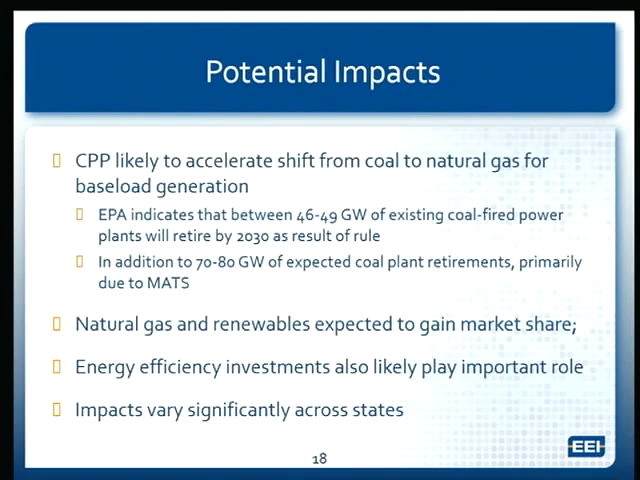 Potential Impacts
CPP likely to accelerate shift from coal to natural gas for
baseload generation
EPA indicates that between 46-49 GW of existing coal-fired power
plants will retire by 2030 as result of rule
In addition to 70-80 GW of expected coal plant retirements, primarily
due to MATS
Natural gas and renewables expected to gain market share;
Energy efficiency investments also likely play important role
Impacts vary significantly across states
EEI
18